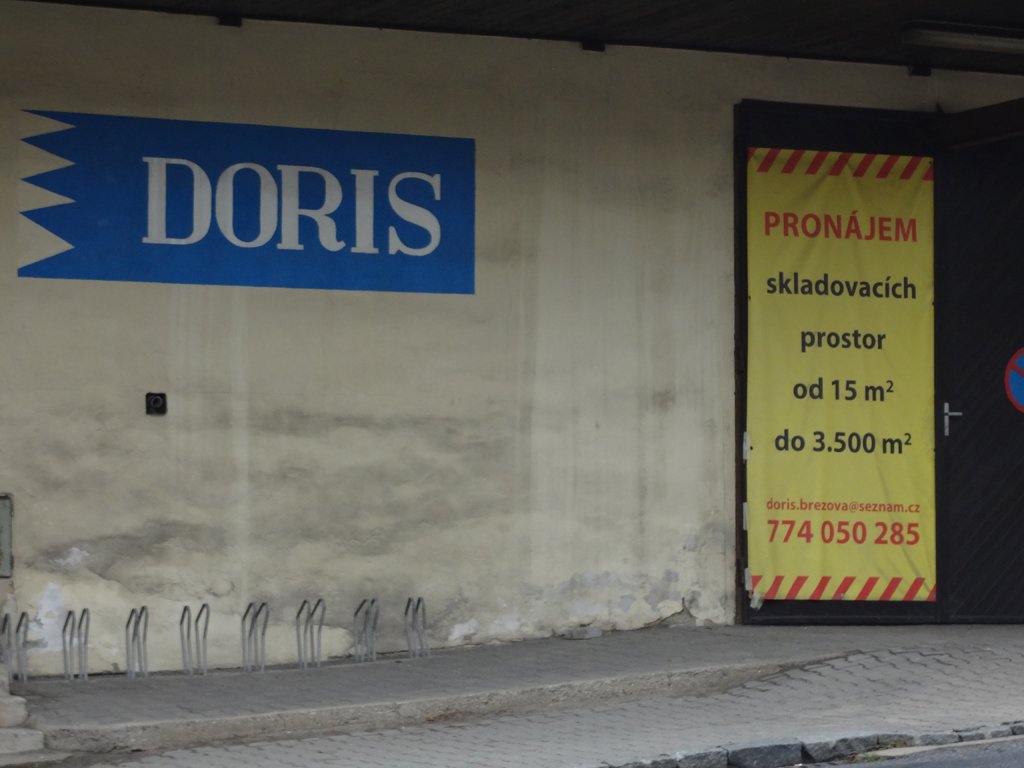 DORIS
PRONÁJEM
skladovacích
prostor
od 15 m²
do 3.500 m²
doris.brezova@seznam.cz
774 050 285